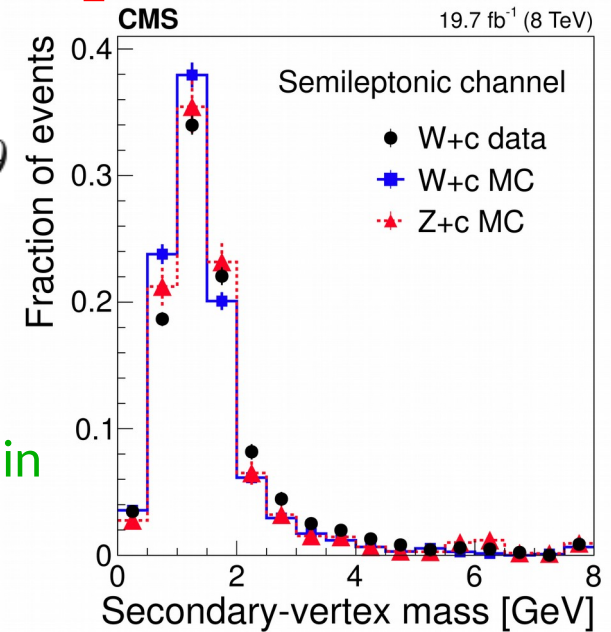 CMS
19.7 fb⁻¹ (8 TeV)
Fraction of events
0.4
0.3
0.2
0.1
0
Semileptonic channel
W+c data
W+c MC
Z+c MC
in
0 2 4 6 8
Secondary-vertex mass [GeV]